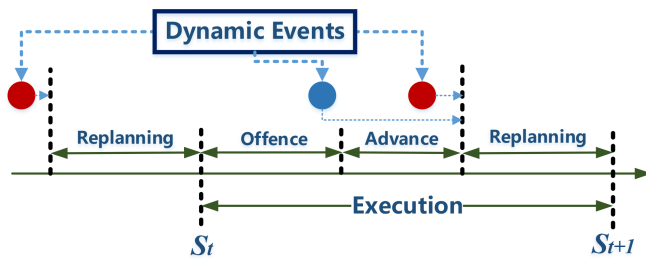 Dynamic Events
Replanning Offence Advance Replanning
Execution
St St+1